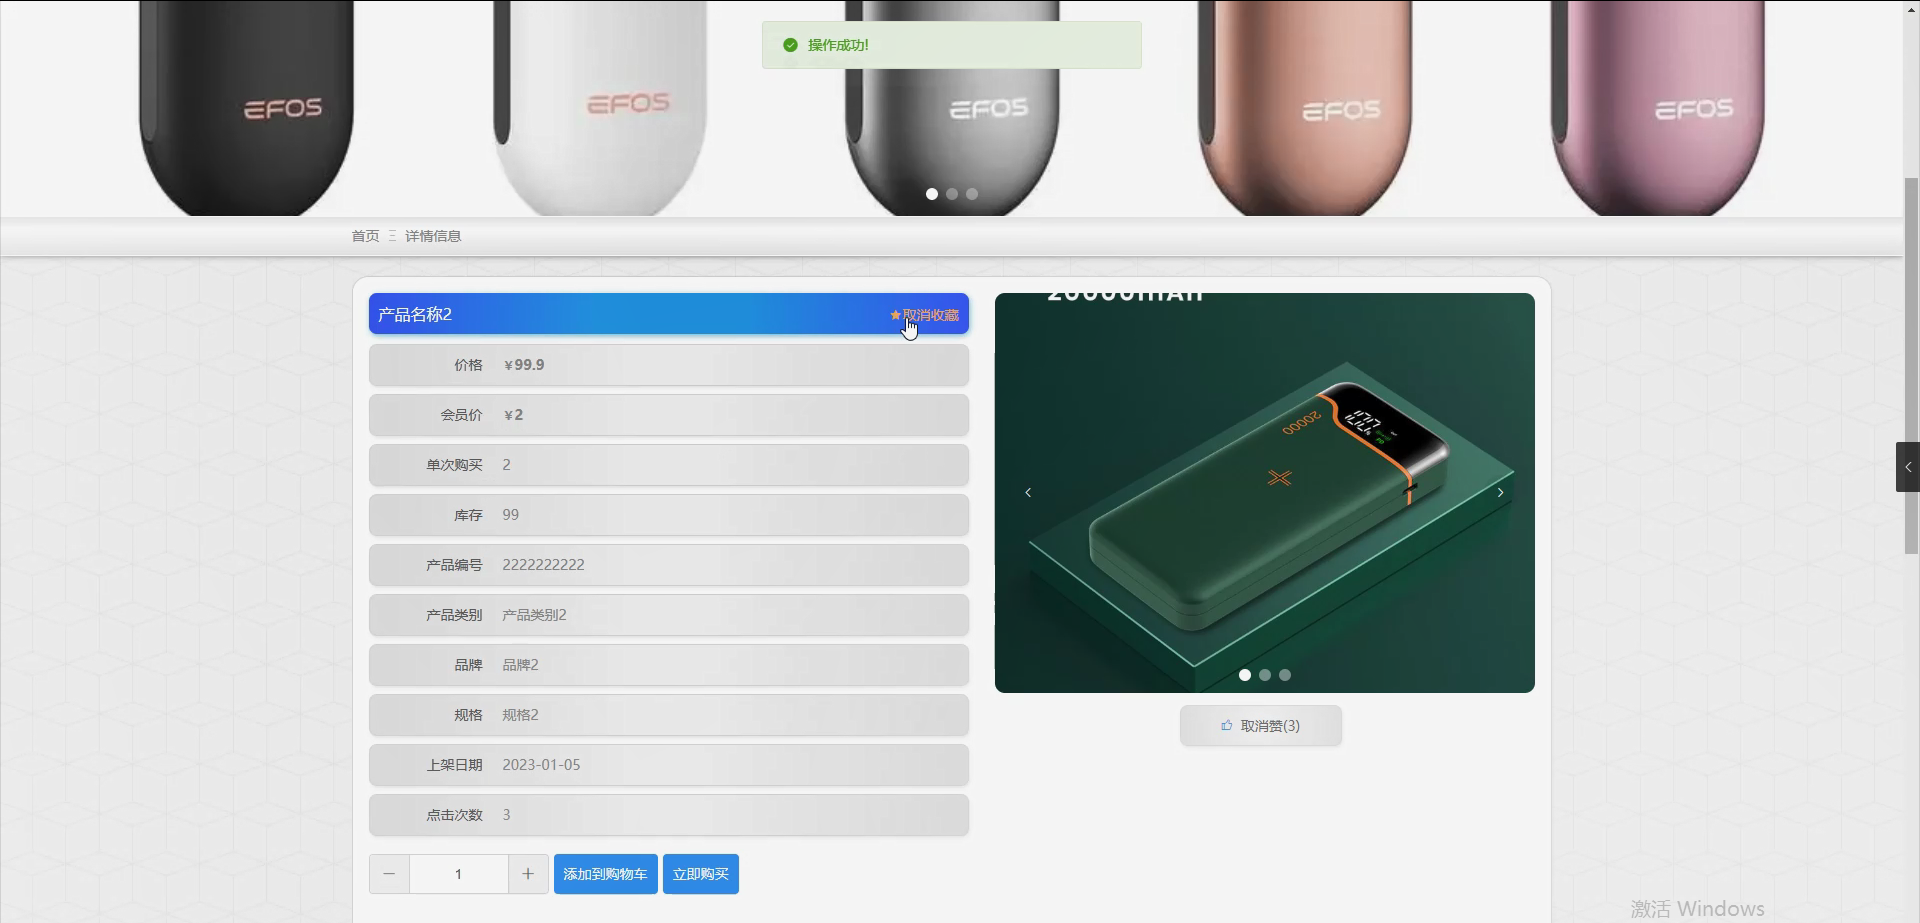 EFOS EFOS EFOS EFOS EFOS
操作成功!
首页 Ξ 详情信息
产品名称2 ★取消收藏
价格 ¥99.9
会员价 ¥2
单次购买 2
库存 99
产品编号 2222222222
产品类别 产品类别2
品牌 品牌2
规格 规格2
上架日期 2023-01-05
点击次数 3
— 1 + 添加到购物车 立即购买
20000mAh
20000
取消赞(3)
激活 Windows